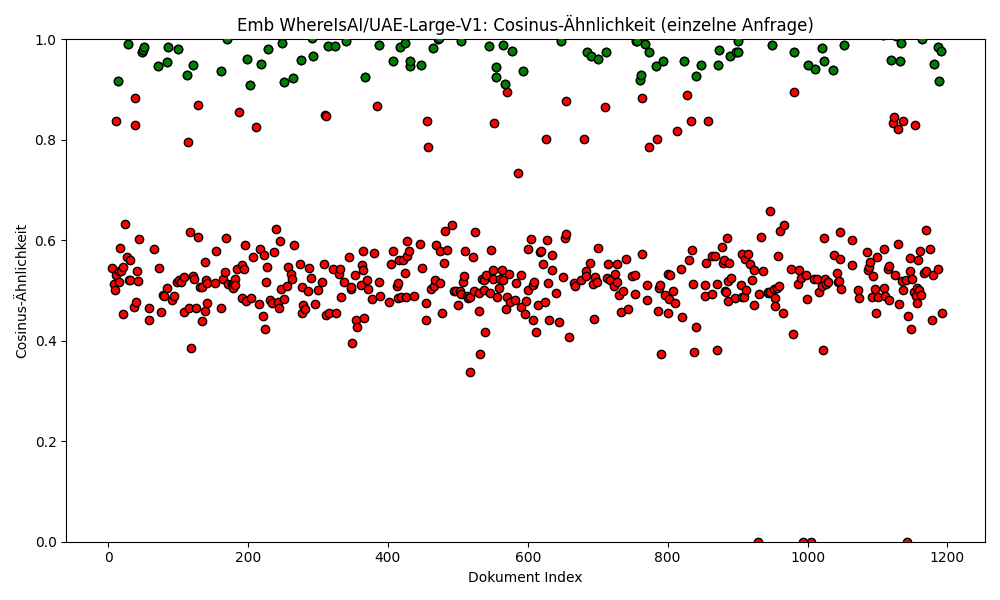 Emb WhereIsAI/UAE-Large-V1: Cosinus-Ähnlichkeit (einzelne Anfrage)
1.0
0.8
0.6
0.4
0.2
0.0
Cosinus-Ähnlichkeit
0 200 400 600 800 1000 1200
Dokument Index